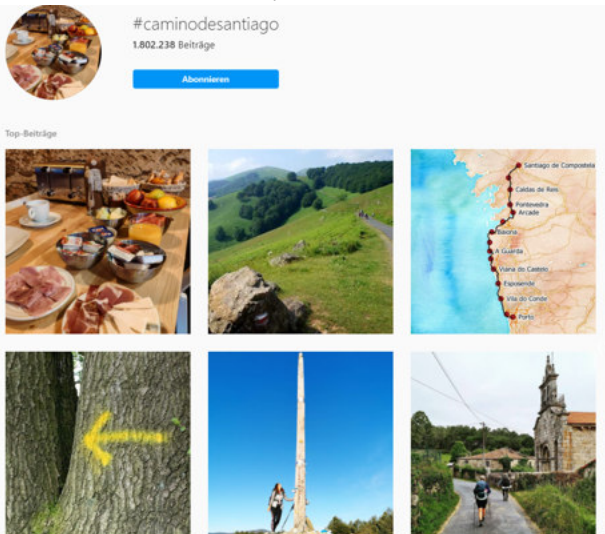 #caminodesantiago
1.802.238 Beiträge
Abonnieren
Top-Beiträge
Santiago de Compostela
Caldas de Reis
Pontevedra
Arcade
Baiona
A Guarda
Viana do Castelo
Esposende
Vila do Conde
Porto